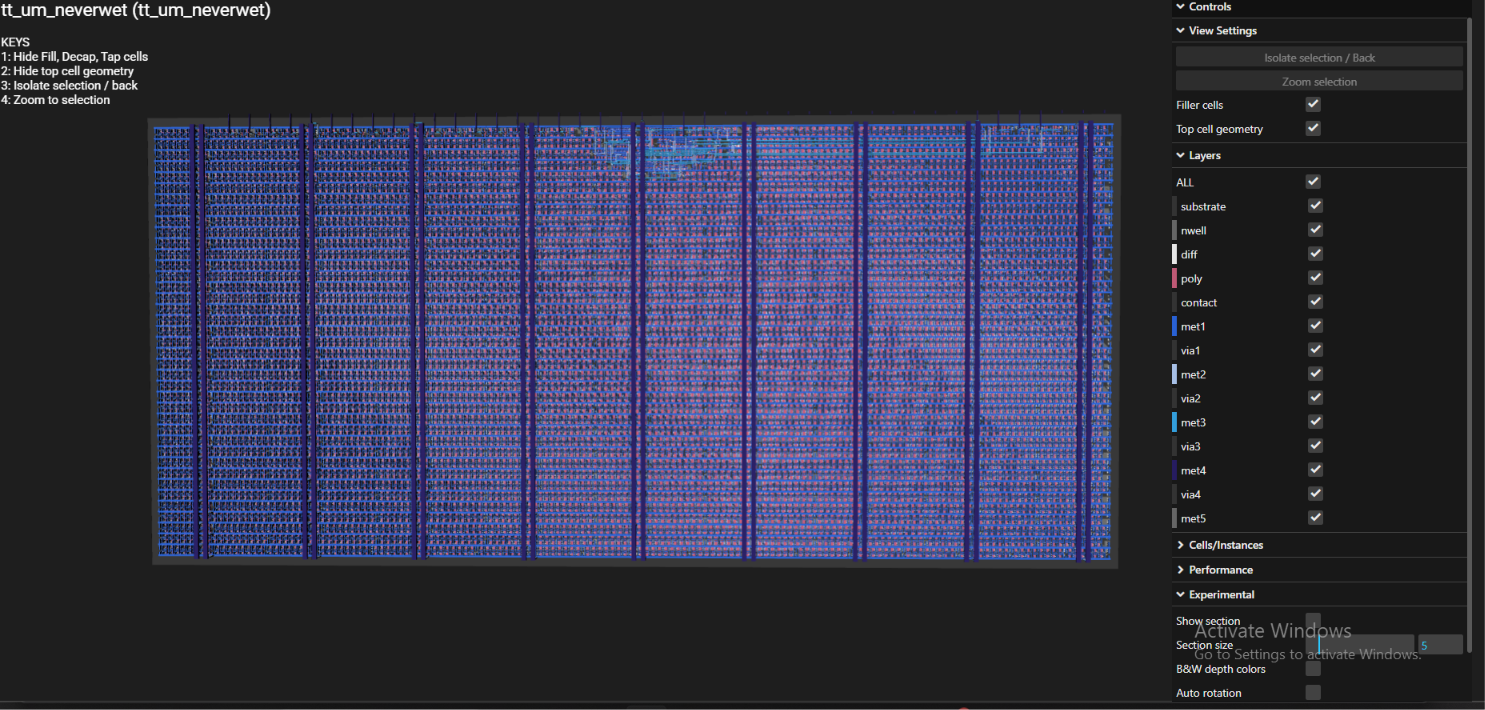 tt_um_neverwet (tt_um_neverwet)
KEYS
1: Hide Fill, Decap, Tap cells
2: Hide top cell geometry
3: Isolate selection / back
4: Zoom to selection
Controls
View Settings
Isolate selection / Back
Zoom selection
Filler cells
Top cell geometry
Layers
ALL
substrate
nwell
diff
poly
contact
met1
via1
met2
via2
met3
via3
met4
via4
met5
Cells/Instances
Performance
Experimental
Show section
Activate Windows
Section size 5
Go to Settings to activate Windows.
B&W depth colors
Auto rotation